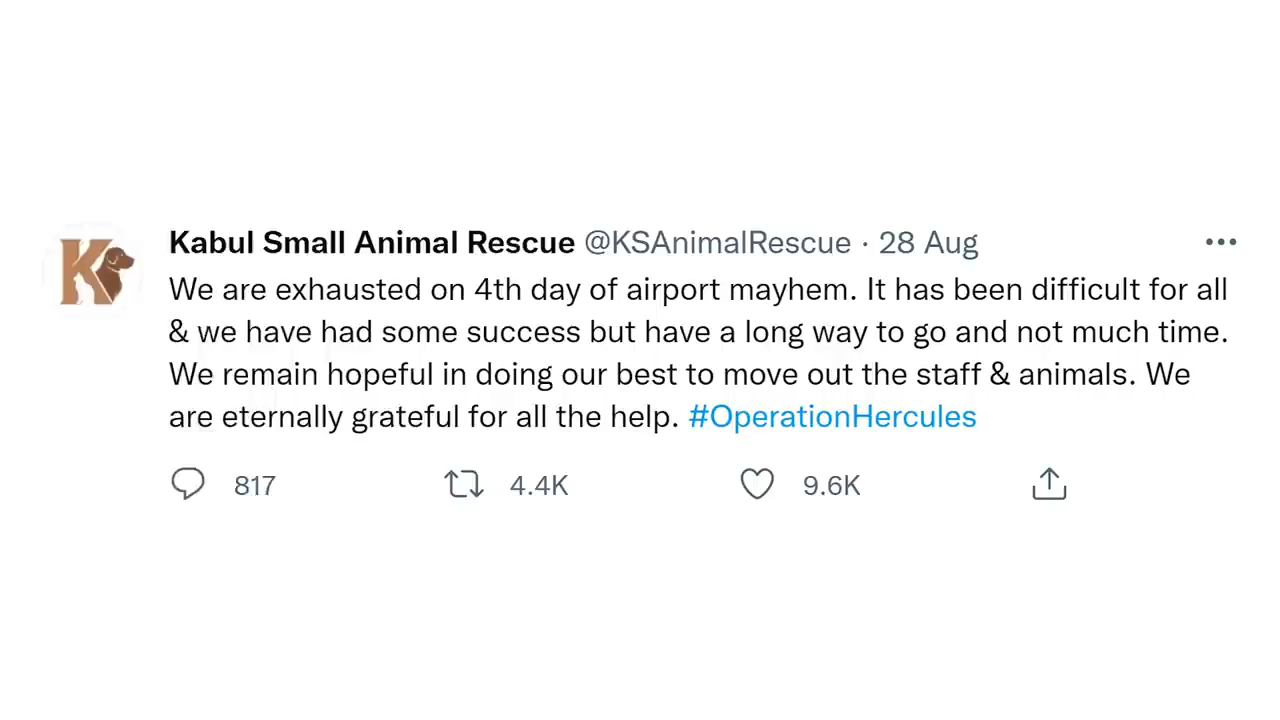 Kabul Small Animal Rescue @KSAnimalRescue · 28 Aug
We are exhausted on 4th day of airport mayhem. It has been difficult for all
& we have had some success but have a long way to go and not much time.
We remain hopeful in doing our best to move out the staff & animals. We
are eternally grateful for all the help. #OperationHercules
817 4.4K 9.6K